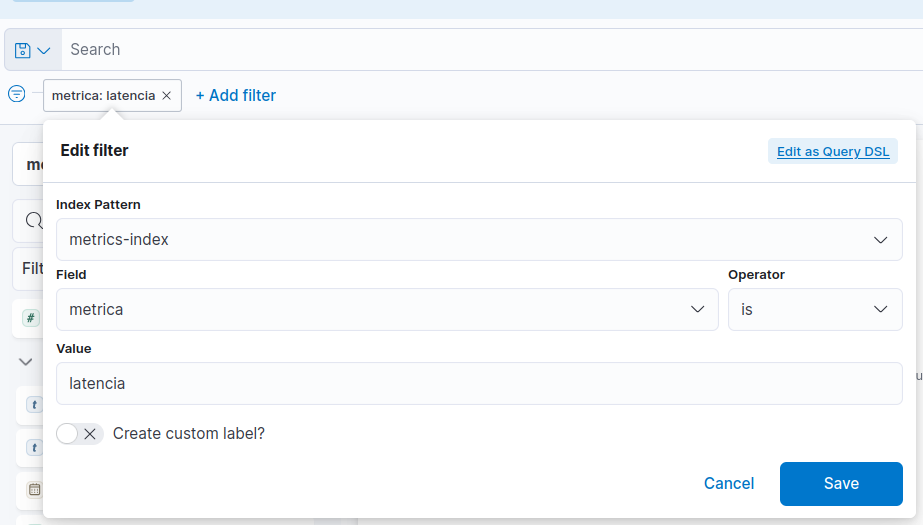 Search
metrica: latencia ×
+ Add filter
Edit filter
Edit as Query DSL
Index Pattern
metrics-index
Field
Operator
metrica
is
Value
latencia
Create custom label?
Cancel
Save
Filt
#
t
t